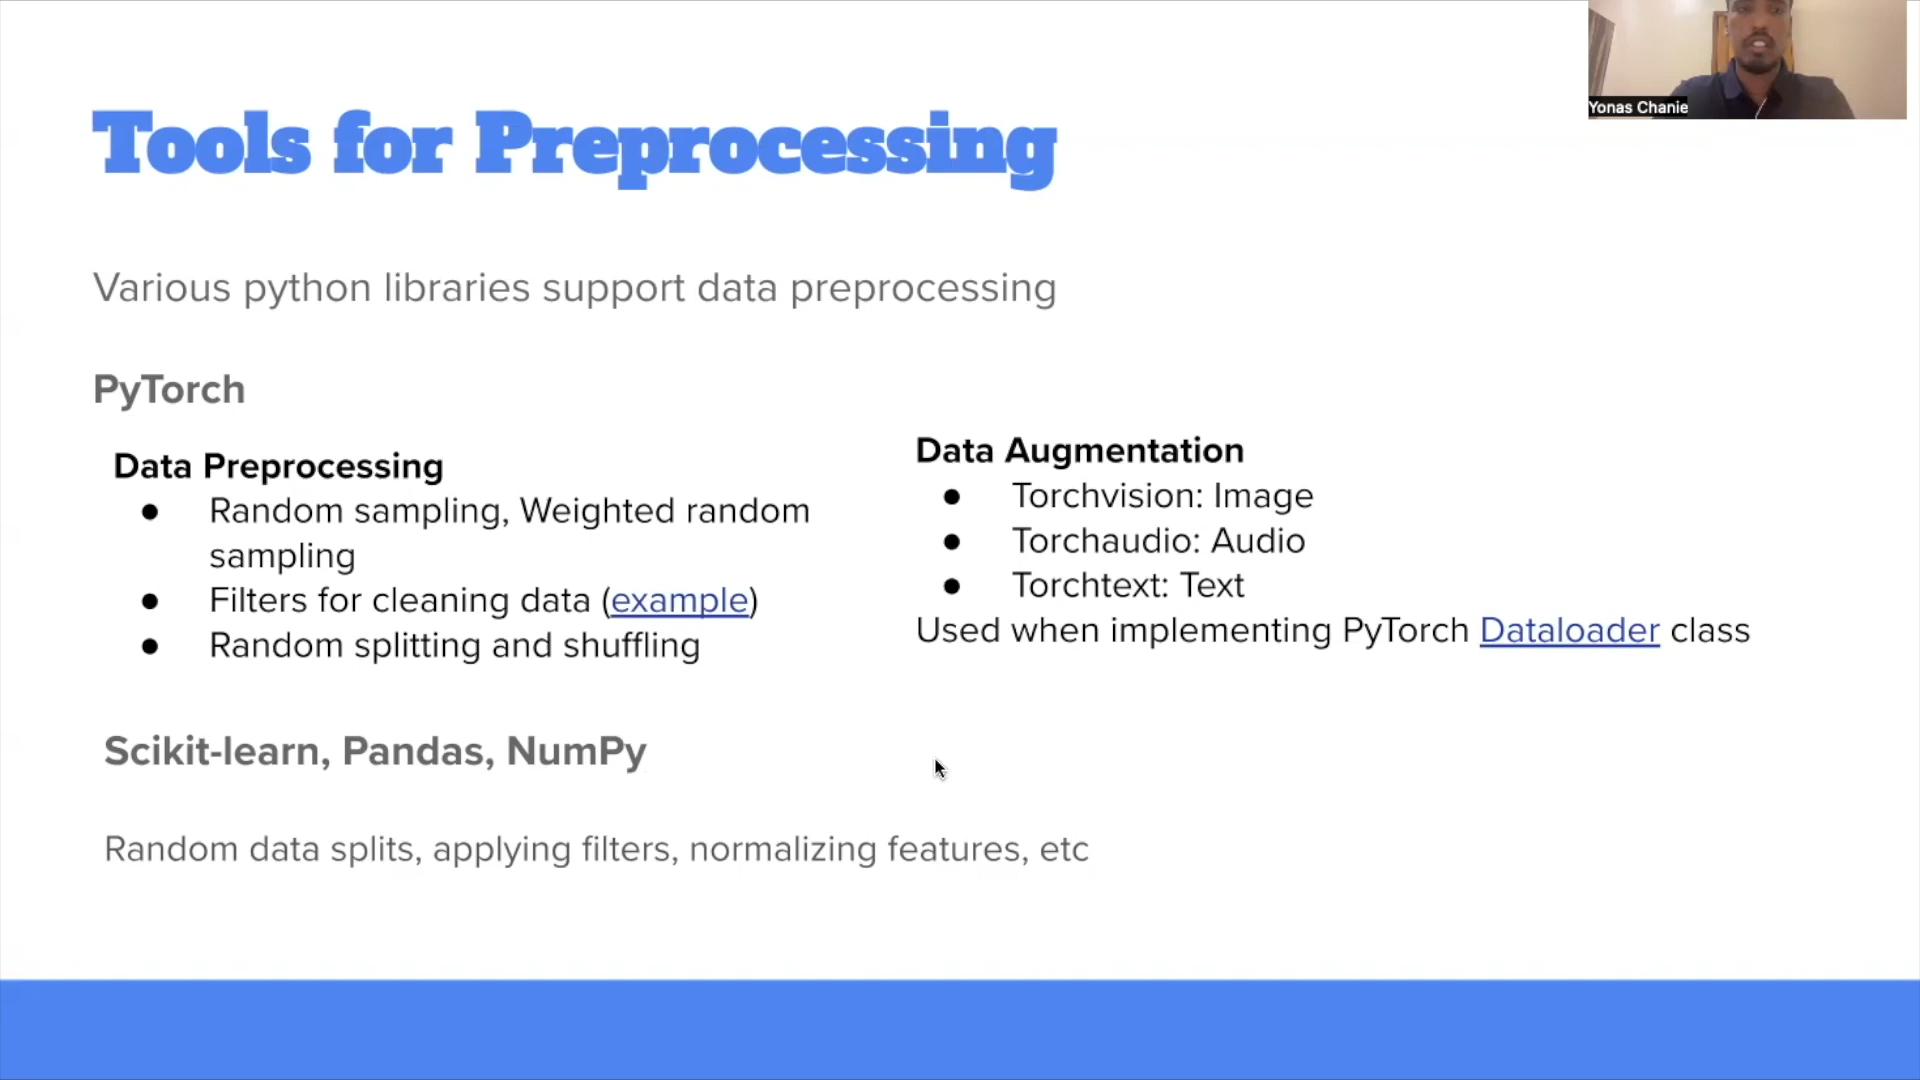 Yonas Chanie
Tools for Preprocessing
Various python libraries support data preprocessing
PyTorch
Data Preprocessing
● Random sampling, Weighted random
sampling
● Filters for cleaning data (example)
● Random splitting and shuffling
Data Augmentation
● Torchvision: Image
● Torchaudio: Audio
● Torchtext: Text
Used when implementing PyTorch Dataloader class
Scikit-learn, Pandas, NumPy
Random data splits, applying filters, normalizing features, etc